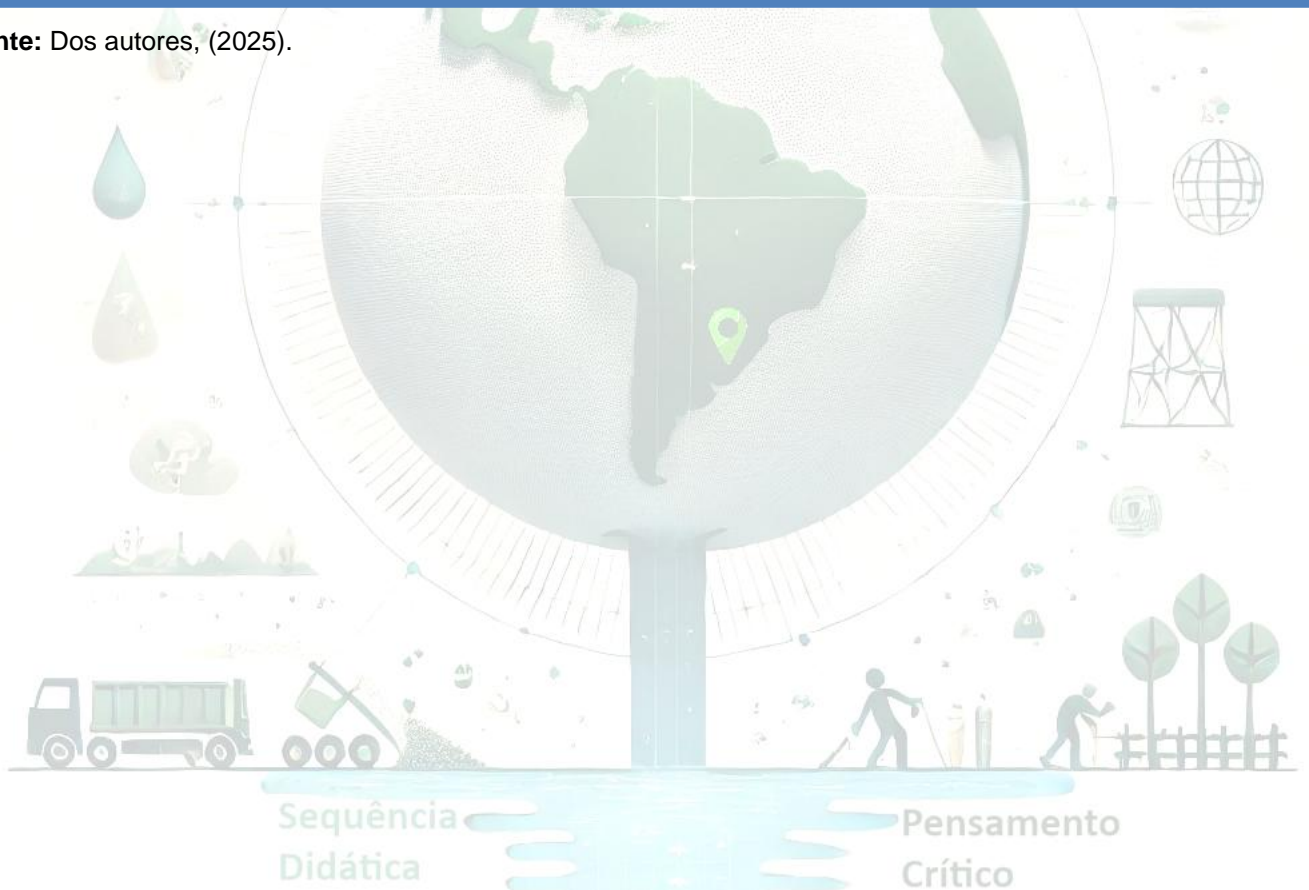 nte: Dos autores, (2025).
Sequência
Didática
Pensamento
Crítico